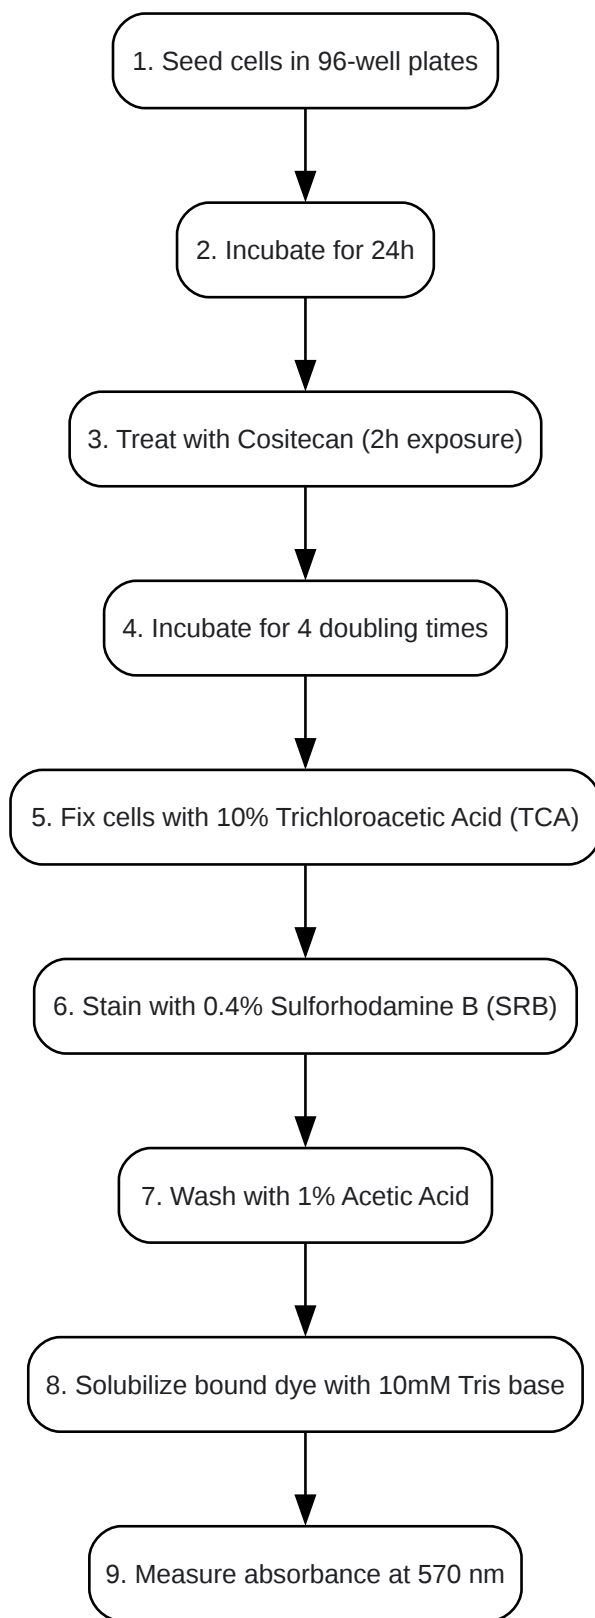 1. Seed cells in 96-well plates
2. Incubate for 24h
3. Treat with Cositecan (2h exposure)
4. Incubate for 4 doubling times
5. Fix cells with 10% Trichloroacetic Acid (TCA)
6. Stain with 0.4% Sulforhodamine B (SRB)
7. Wash with 1% Acetic Acid
8. Solubilize bound dye with 10mM Tris base
9. Measure absorbance at 570 nm